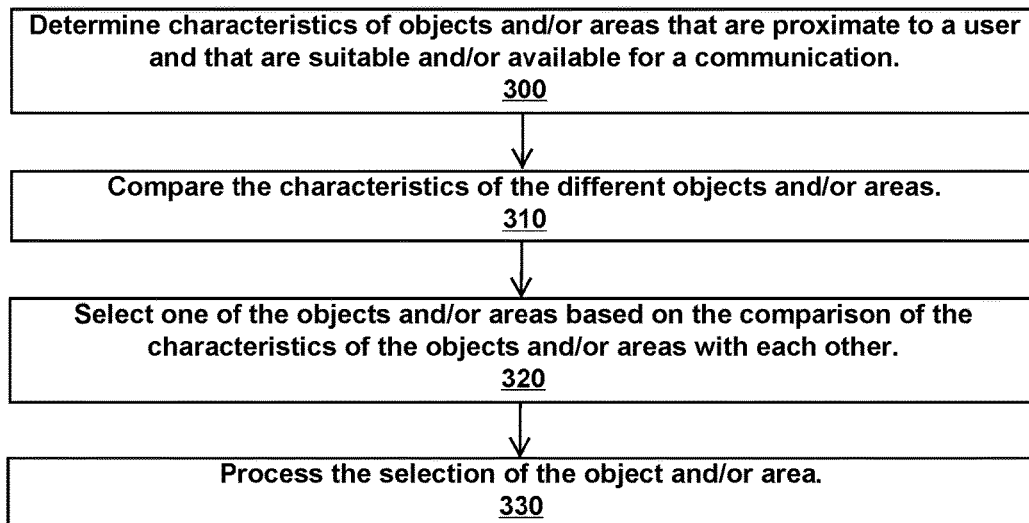 Determine characteristics of objects and/or areas that are proximate to a user
and that are suitable and/or available for a communication.
300
Compare the characteristics of the different objects and/or areas.
310
Select one of the objects and/or areas based on the comparison of the
characteristics of the objects and/or areas with each other.
320
Process the selection of the object and/or area.
330